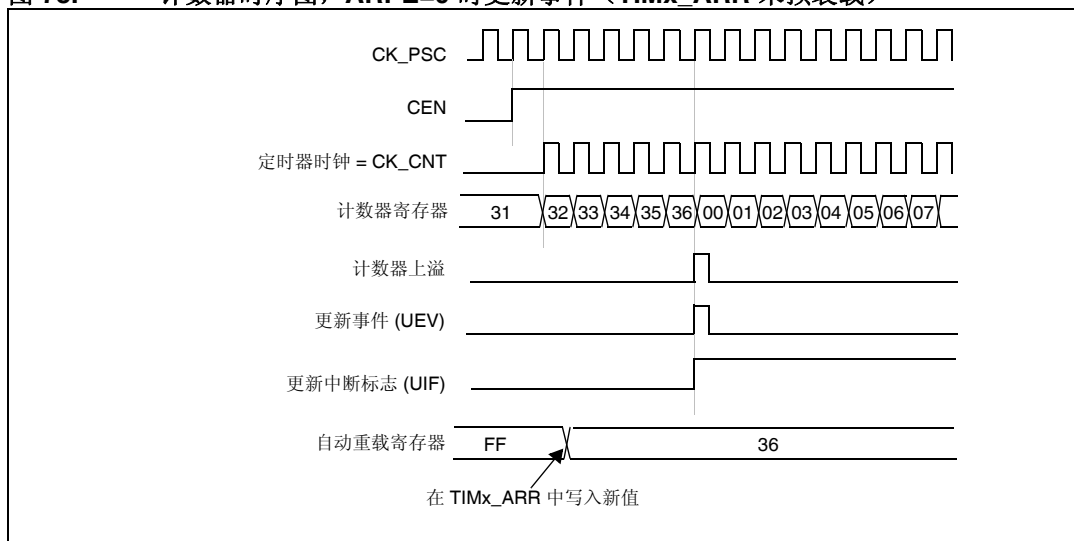 CK_PSC
CEN
定时器时钟 = CK_CNT
计数器寄存器 31 32 33 34 35 36 00 01 02 03 04 05 06 07
计数器上溢
更新事件 (UEV)
更新中断标志 (UIF)
自动重载寄存器 FF 36
在 TIMx_ARR 中写入新值